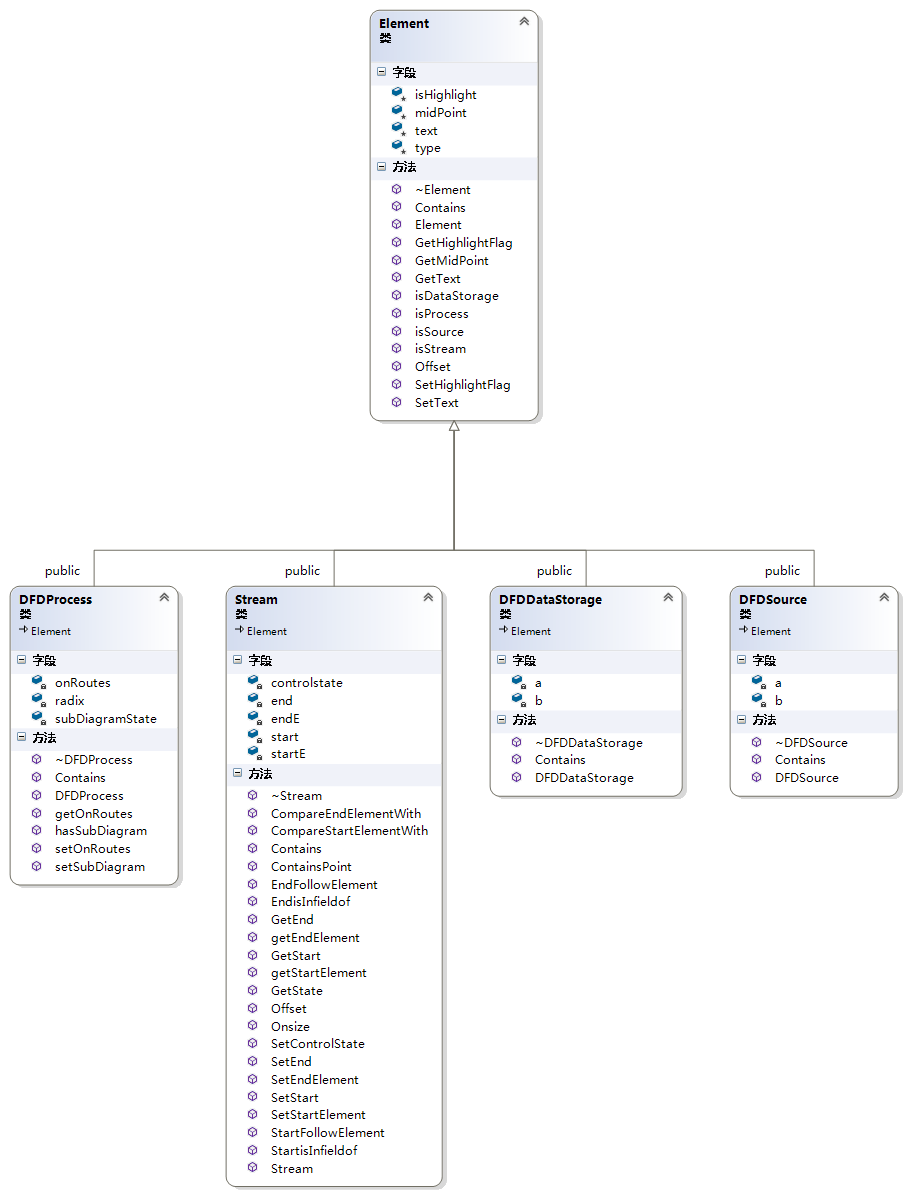 Element
类
字段
isHighlight
midPoint
text
type
方法
~Element
Contains
Element
GetHighlightFlag
GetMidPoint
GetText
isDataStorage
isProcess
isSource
isStream
Offset
SetHighlightFlag
SetText
public
DFDProcess
类
Element
字段
onRoutes
radix
subDiagramState
方法
~DFDProcess
Contains
DFDProcess
getOnRoutes
hasSubDiagram
setOnRoutes
setSubDiagram
public
Stream
类
Element
字段
controlstate
end
endE
start
startE
方法
~Stream
CompareEndElementWith
CompareStartElementWith
Contains
ContainsPoint
EndFollowElement
EndisInfieldof
GetEnd
getEndElement
GetStart
getStartElement
GetState
Offset
Onsize
SetControlState
SetEnd
SetEndElement
SetStart
SetStartElement
StartFollowElement
StartisInfieldof
Stream
public
DFDDataStorage
类
Element
字段
a
b
方法
~DFDDataStorage
Contains
DFDDataStorage
public
DFDSource
类
Element
字段
a
b
方法
~DFDSource
Contains
DFDSource